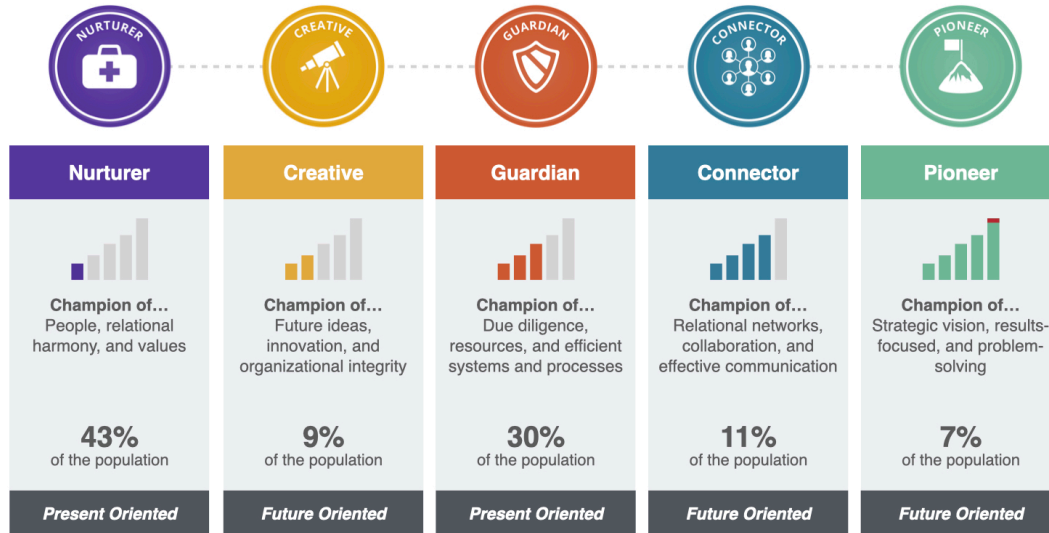 NURTURER
CREATIVE
GUARDIAN
CONNECTOR
PIONEER
Nurturer
Champion of…
People, relational
harmony, and values
43%
of the population
Present Oriented
Creative
Champion of…
Future ideas,
innovation, and
organizational integrity
9%
of the population
Future Oriented
Guardian
Champion of…
Due diligence,
resources, and efficient
systems and processes
30%
of the population
Present Oriented
Connector
Champion of…
Relational networks,
collaboration, and
effective communication
11%
of the population
Future Oriented
Pioneer
Champion of…
Strategic vision, results-
focused, and problem-
solving
7%
of the population
Future Oriented